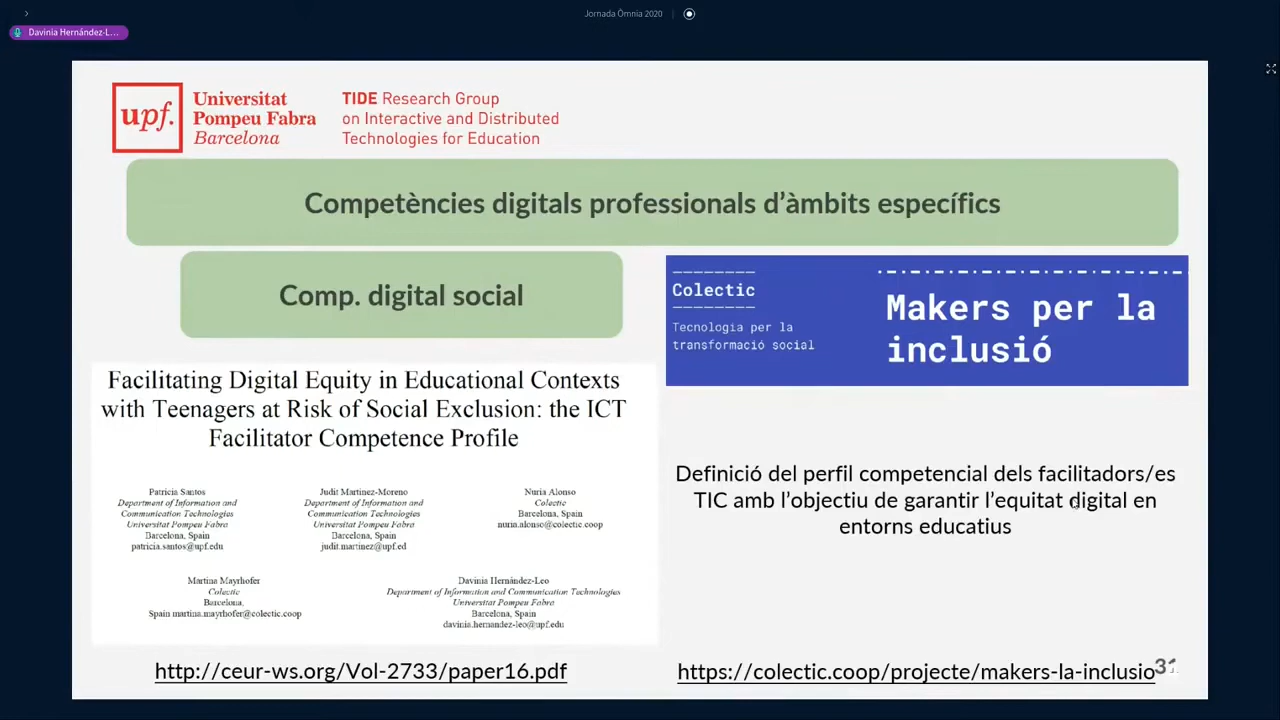 Jornada Òmnia 2020
Davinia Hernández-L...
upf.
Universitat
Pompeu Fabra
Barcelona
TIDE Research Group
on Interactive and Distributed
Technologies for Education
Competències digitals professionals d'àmbits específics
Comp. digital social
Colectic
Tecnologia per la
transformació social
Makers per la
inclusió
Facilitating Digital Equity in Educational Contexts
with Teenagers at Risk of Social Exclusion: the ICT
Facilitator Competence Profile
Patricia Santos
Department of Information and
Communication Technologies
Universitat Pompeu Fabra
Barcelona, Spain
patricia.santos@upf.edu
Judit Martinez-Moreno
Department of Information and
Communication Technologies
Universitat Pompeu Fabra
Barcelona, Spain
judit.martinez@upf.ed
Nuria Alonso
Colectic
Barcelona, Spain
nuria.alonso@colectic.coop
Martina Mayrhofer
Colectic
Barcelona,
Spain martina.mayrhofer@colectic.coop
Davinia Hernández-Leo
Department of Information and Communication Technologies
Universitat Pompeu Fabra
Barcelona, Spain
davinia.hernandez-leo@upf.edu
Definició del perfil competencial dels facilitadors/es
TIC amb l'objectiu de garantir l'equitat digital en
entorns educatius
http://ceur-ws.org/Vol-2733/paper16.pdf
https://colectic.coop/projecte/makers-la-inclusio